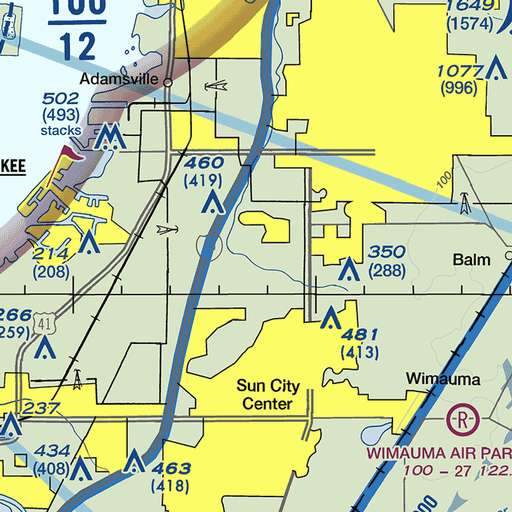 100
12
1649
(1574)
1077
(996)
Adamsville
502
(493)
stacks
KEE
460
(419)
100
214
(208)
350
(288)
Balm
266
259)
41
481
(413)
Sun City
Center
Wimauma
237
R
434
(408)
463
(418)
WIMAUMA AIR PAR
100 - 27 122.